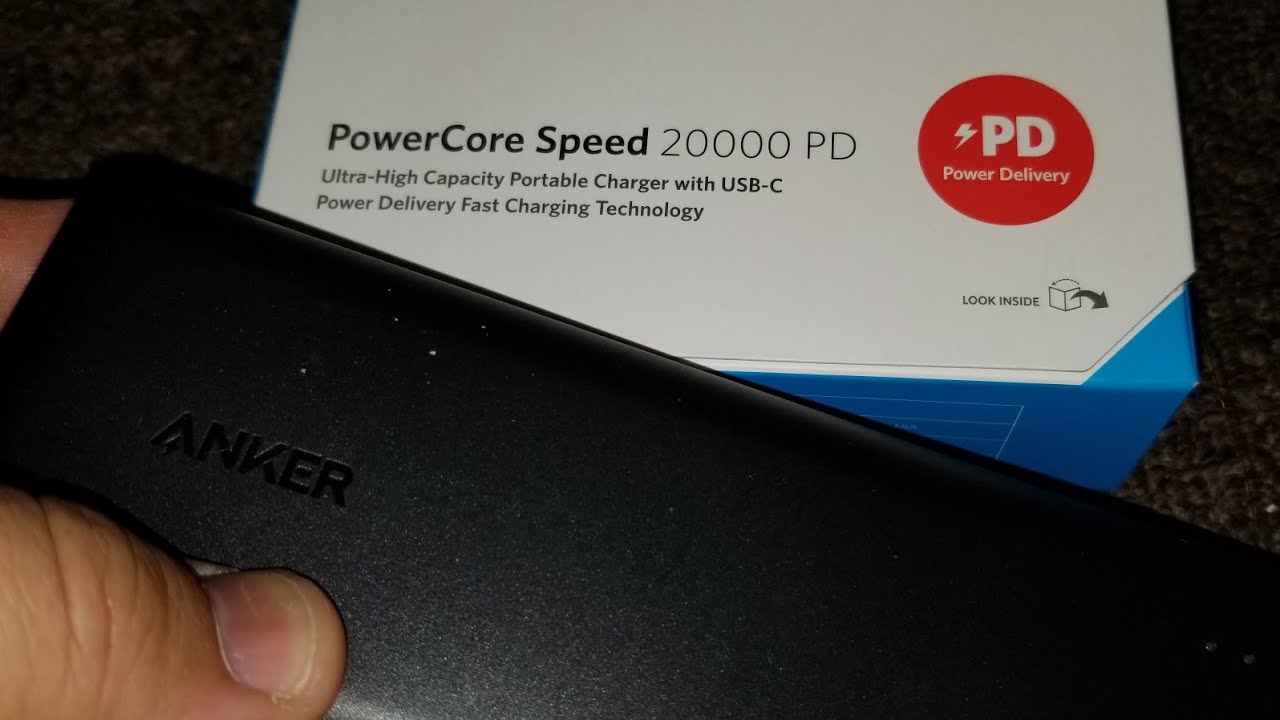 PowerCore Speed 20000 PD
Ultra-High Capacity Portable Charger with USB-C
Power Delivery Fast Charging Technology
PD
Power Delivery
LOOK INSIDE
ANKER